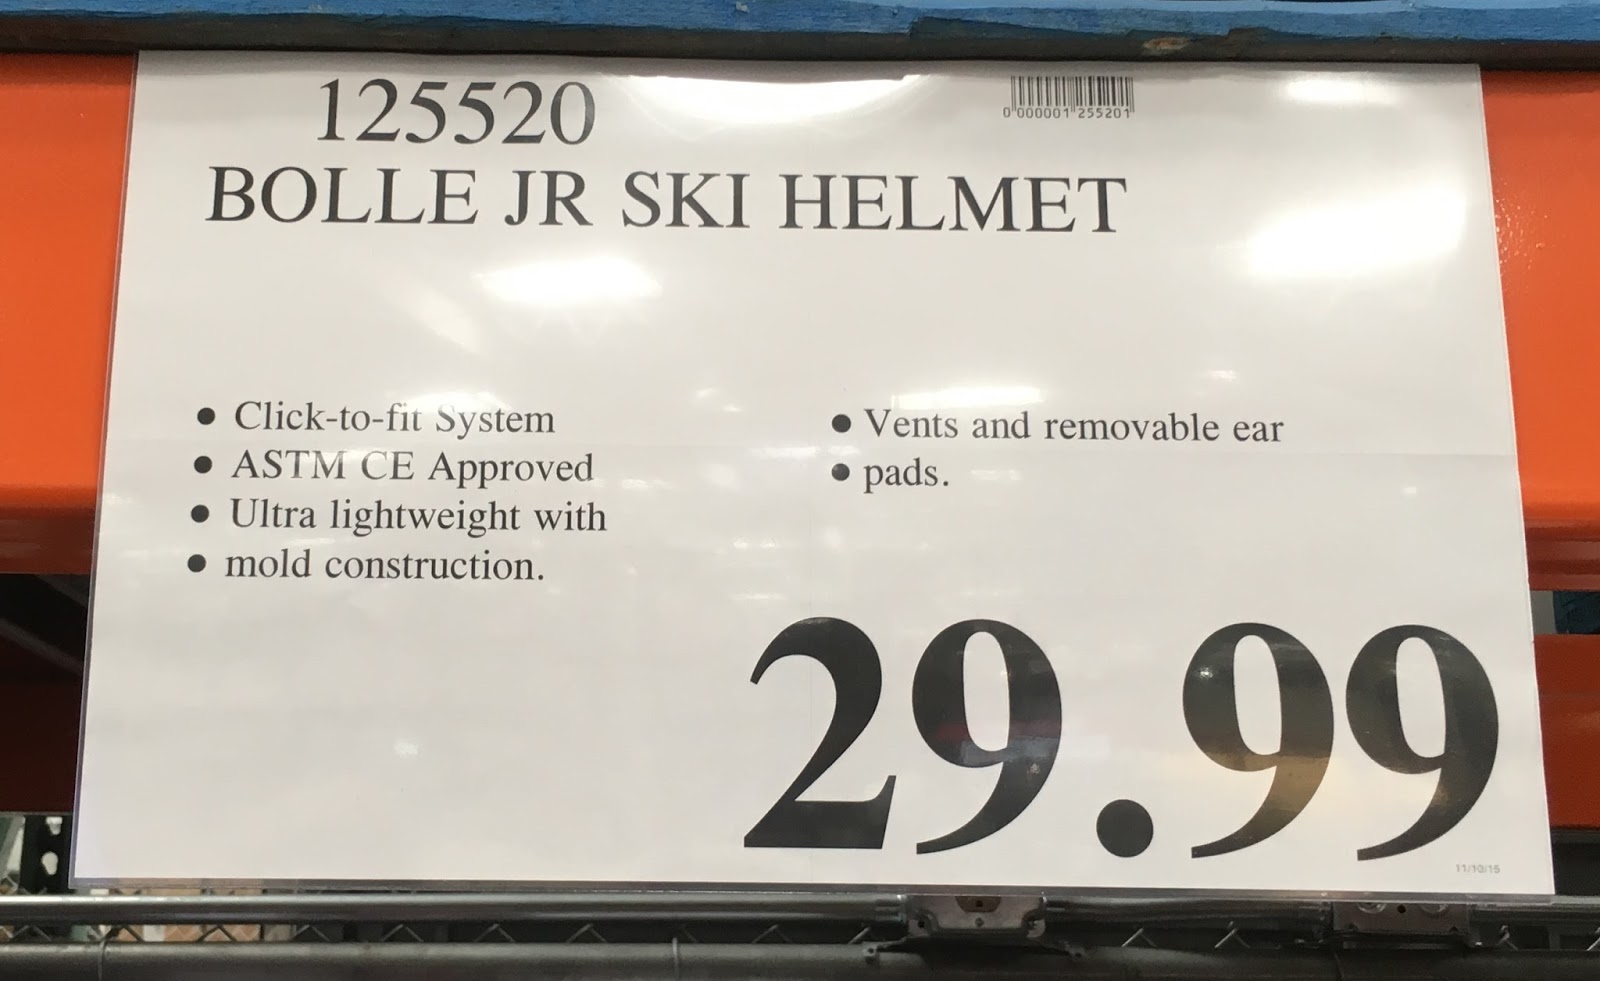 125520
0 000001 255201
BOLLE JR SKI HELMET
• Click-to-fit System
• ASTM CE Approved
• Ultra lightweight with
• mold construction.
• Vents and removable ear
• pads.
29.99
11/10/15